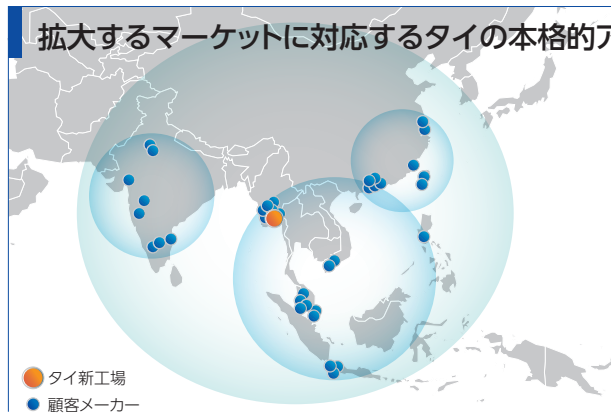 拡大するマーケットに対応するタイの本格的ア
タイ新工場
顧客メーカー